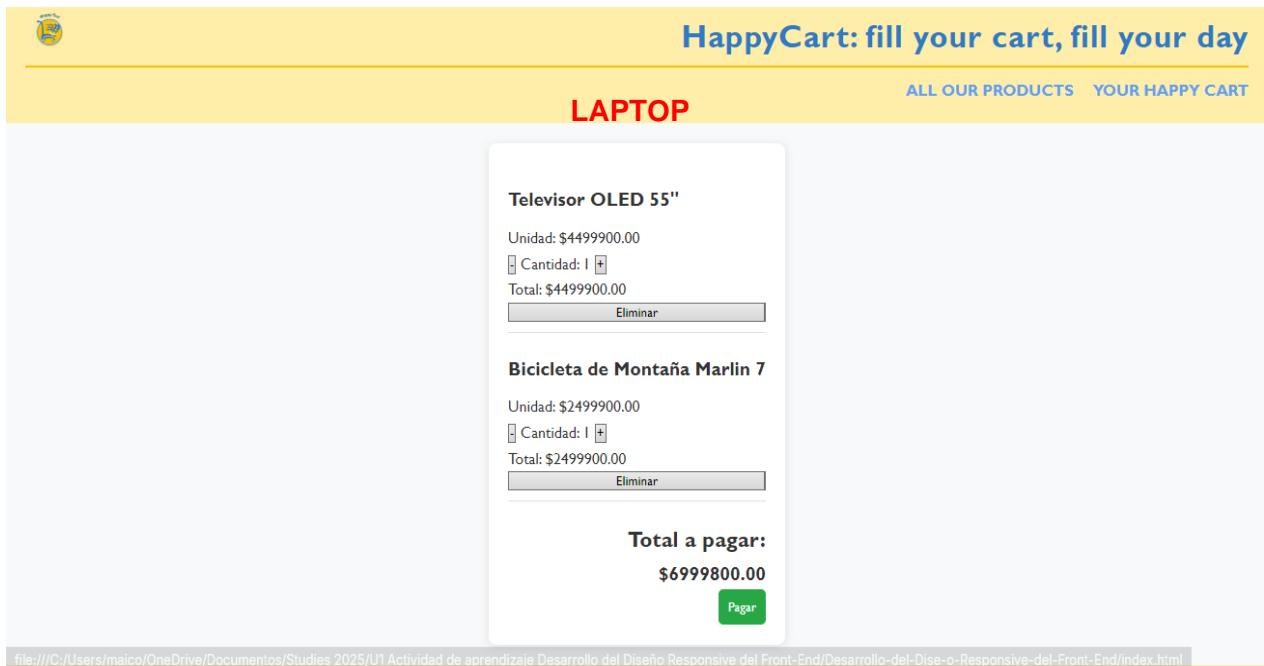 HappyCart: fill your cart, fill your day
ALL OUR PRODUCTS YOUR HAPPY CART
LAPTOP
Televisor OLED 55"
Unidad: $4499900.00
- Cantidad: 1 +
Total: $4499900.00
Eliminar
Bicicleta de Montaña Marlin 7
Unidad: $2499900.00
- Cantidad: 1 +
Total: $2499900.00
Eliminar
Total a pagar:
$6999800.00
Pagar
file:///C:/Users/maico/OneDrive/Documentos/Studies 2025/U1 Actividad de aprendizaje Desarrollo del Diseño Responsive del Front-End/Desarrollo-del-Dise-o-Responsive-del-Front-End/index.html